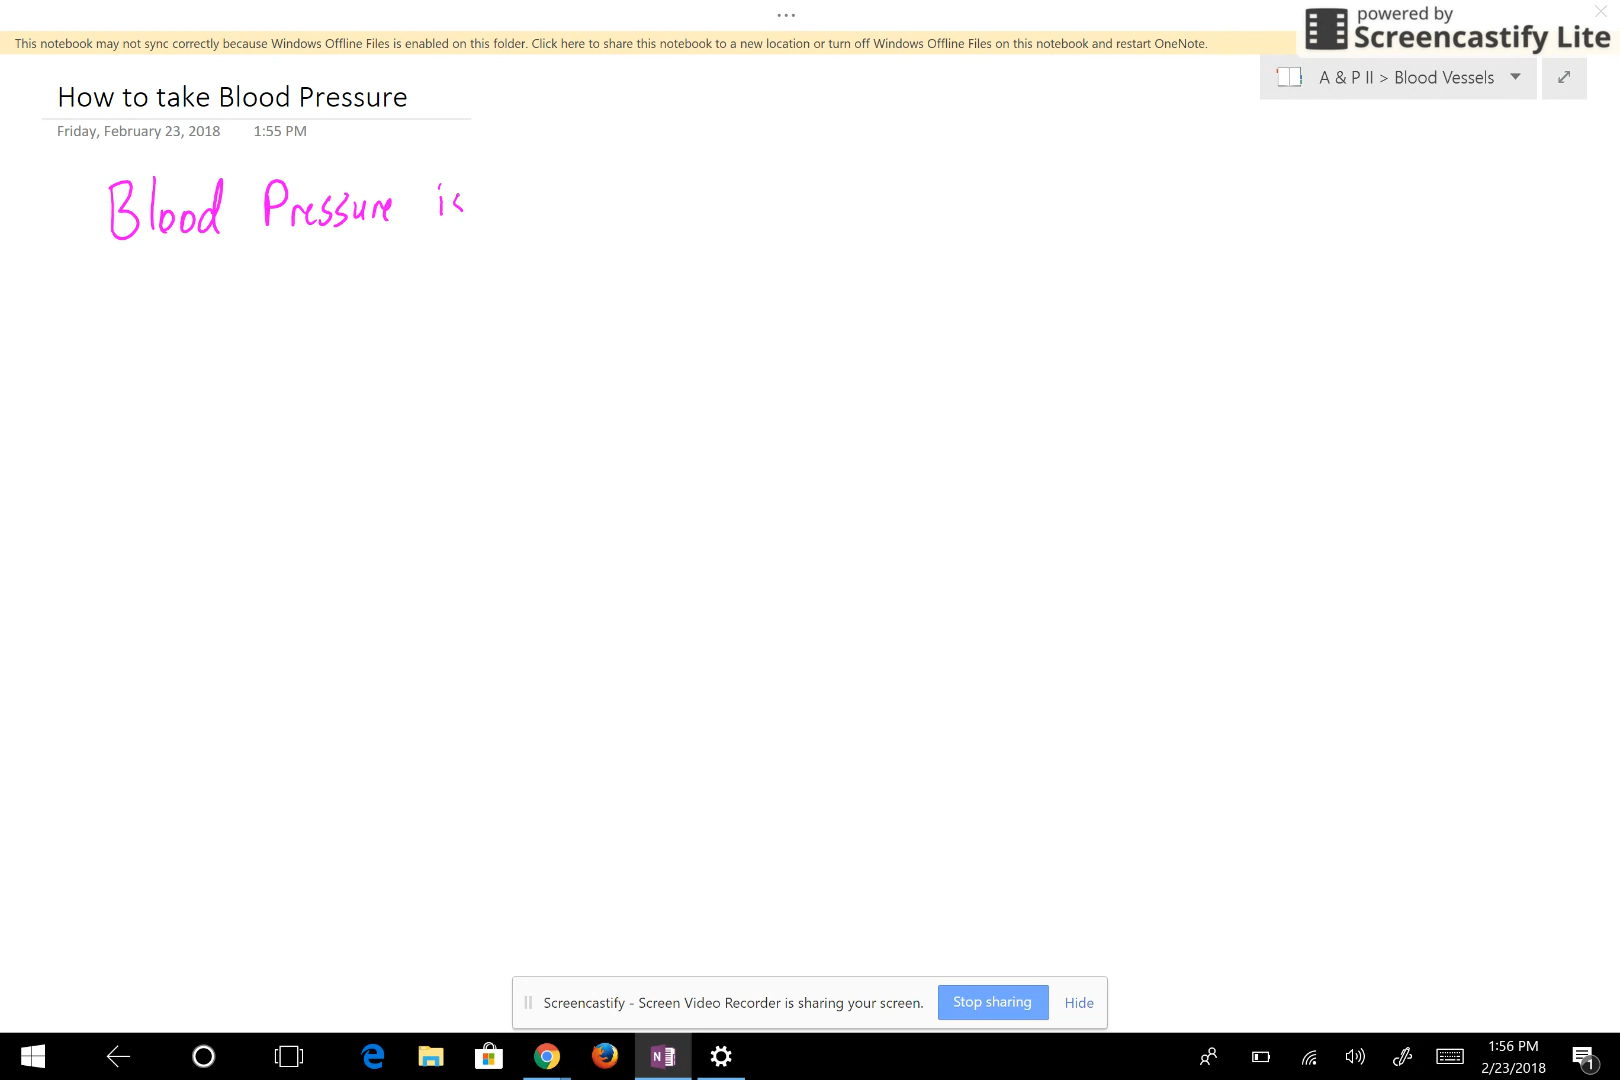 ...
powered by
Screencastify Lite
This notebook may not sync correctly because Windows Offline Files is enabled on this folder. Click here to share this notebook to a new location or turn off Windows Offline Files on this notebook and restart OneNote.
A & P II > Blood Vessels
How to take Blood Pressure
Friday, February 23, 2018 1:55 PM
Blood Pressure is
Screencastify - Screen Video Recorder is sharing your screen. Stop sharing Hide
N
1:56 PM
2/23/2018
1